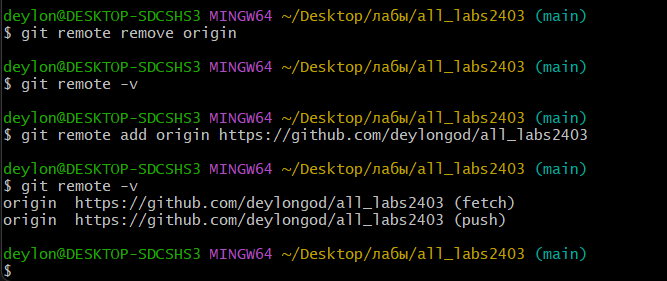 deylon@DESKTOP-SDCSHS3 MINGW64 ~/Desktop/лабы/all_labs2403 (main)
$ git remote remove origin
deylon@DESKTOP-SDCSHS3 MINGW64 ~/Desktop/лабы/all_labs2403 (main)
$ git remote -v
deylon@DESKTOP-SDCSHS3 MINGW64 ~/Desktop/лабы/all_labs2403 (main)
$ git remote add origin https://github.com/deylongod/all_labs2403
deylon@DESKTOP-SDCSHS3 MINGW64 ~/Desktop/лабы/all_labs2403 (main)
$ git remote -v
origin  https://github.com/deylongod/all_labs2403 (fetch)
origin  https://github.com/deylongod/all_labs2403 (push)
deylon@DESKTOP-SDCSHS3 MINGW64 ~/Desktop/лабы/all_labs2403 (main)
$